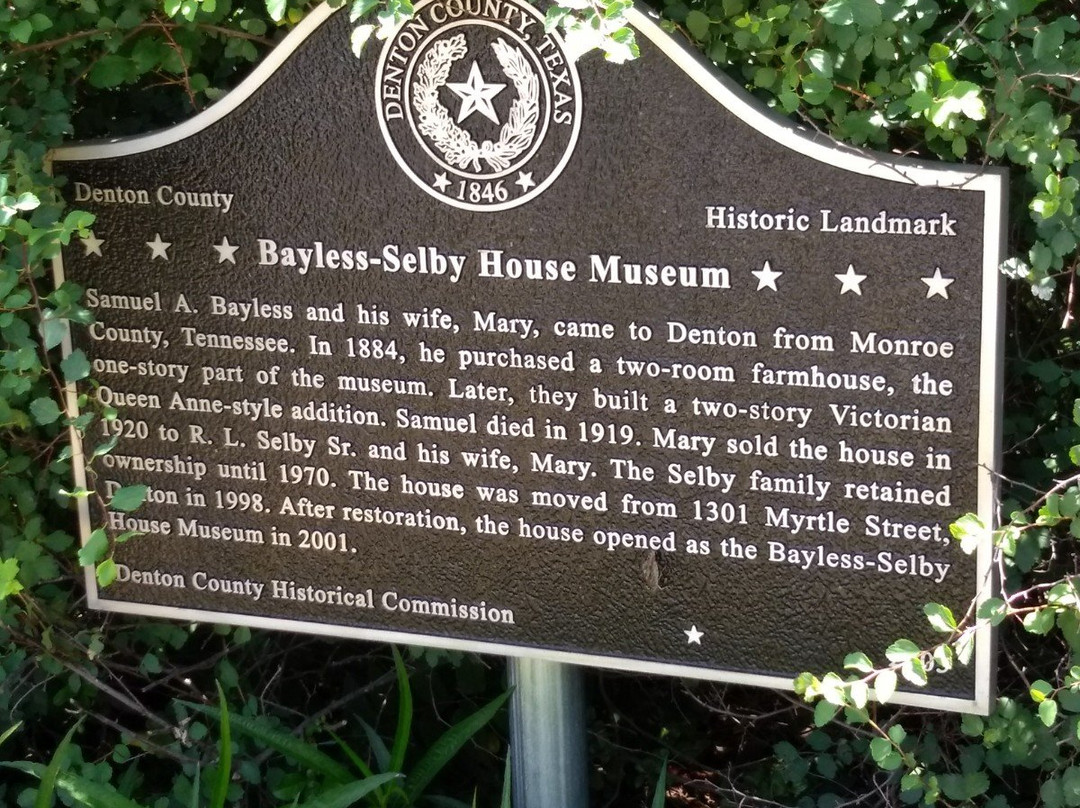 DENTON COUNTY, TEXAS
1846
Denton County
Historic Landmark
Bayless-Selby House Museum
Samuel A. Bayless and his wife, Mary, came to Denton from Monroe
County, Tennessee. In 1884, he purchased a two-room farmhouse, the
one-story part of the museum. Later, they built a two-story Victorian
Queen Anne-style addition. Samuel died in 1919. Mary sold the house in
1920 to R. L. Selby Sr. and his wife, Mary. The Selby family retained
ownership until 1970. The house was moved from 1301 Myrtle Street,
Denton in 1998. After restoration, the house opened as the Bayless-Selby
House Museum in 2001.
Denton County Historical Commission